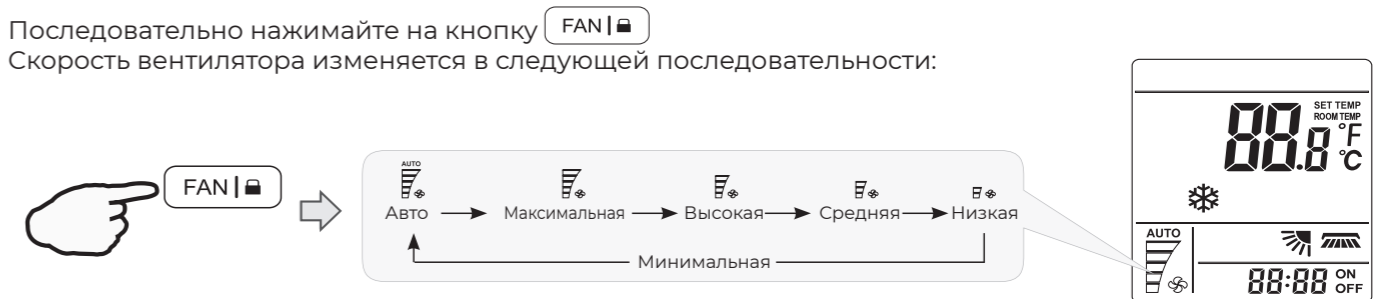 Последовательно нажимайте на кнопку FAN |
Скорость вентилятора изменяется в следующей последовательности:
FAN |
AUTO
Авто Максимальная Высокая Средняя Низкая
Минимальная
88.8 SET TEMP
ROOM TEMP
°F
°C
AUTO
88:88 ON
OFF